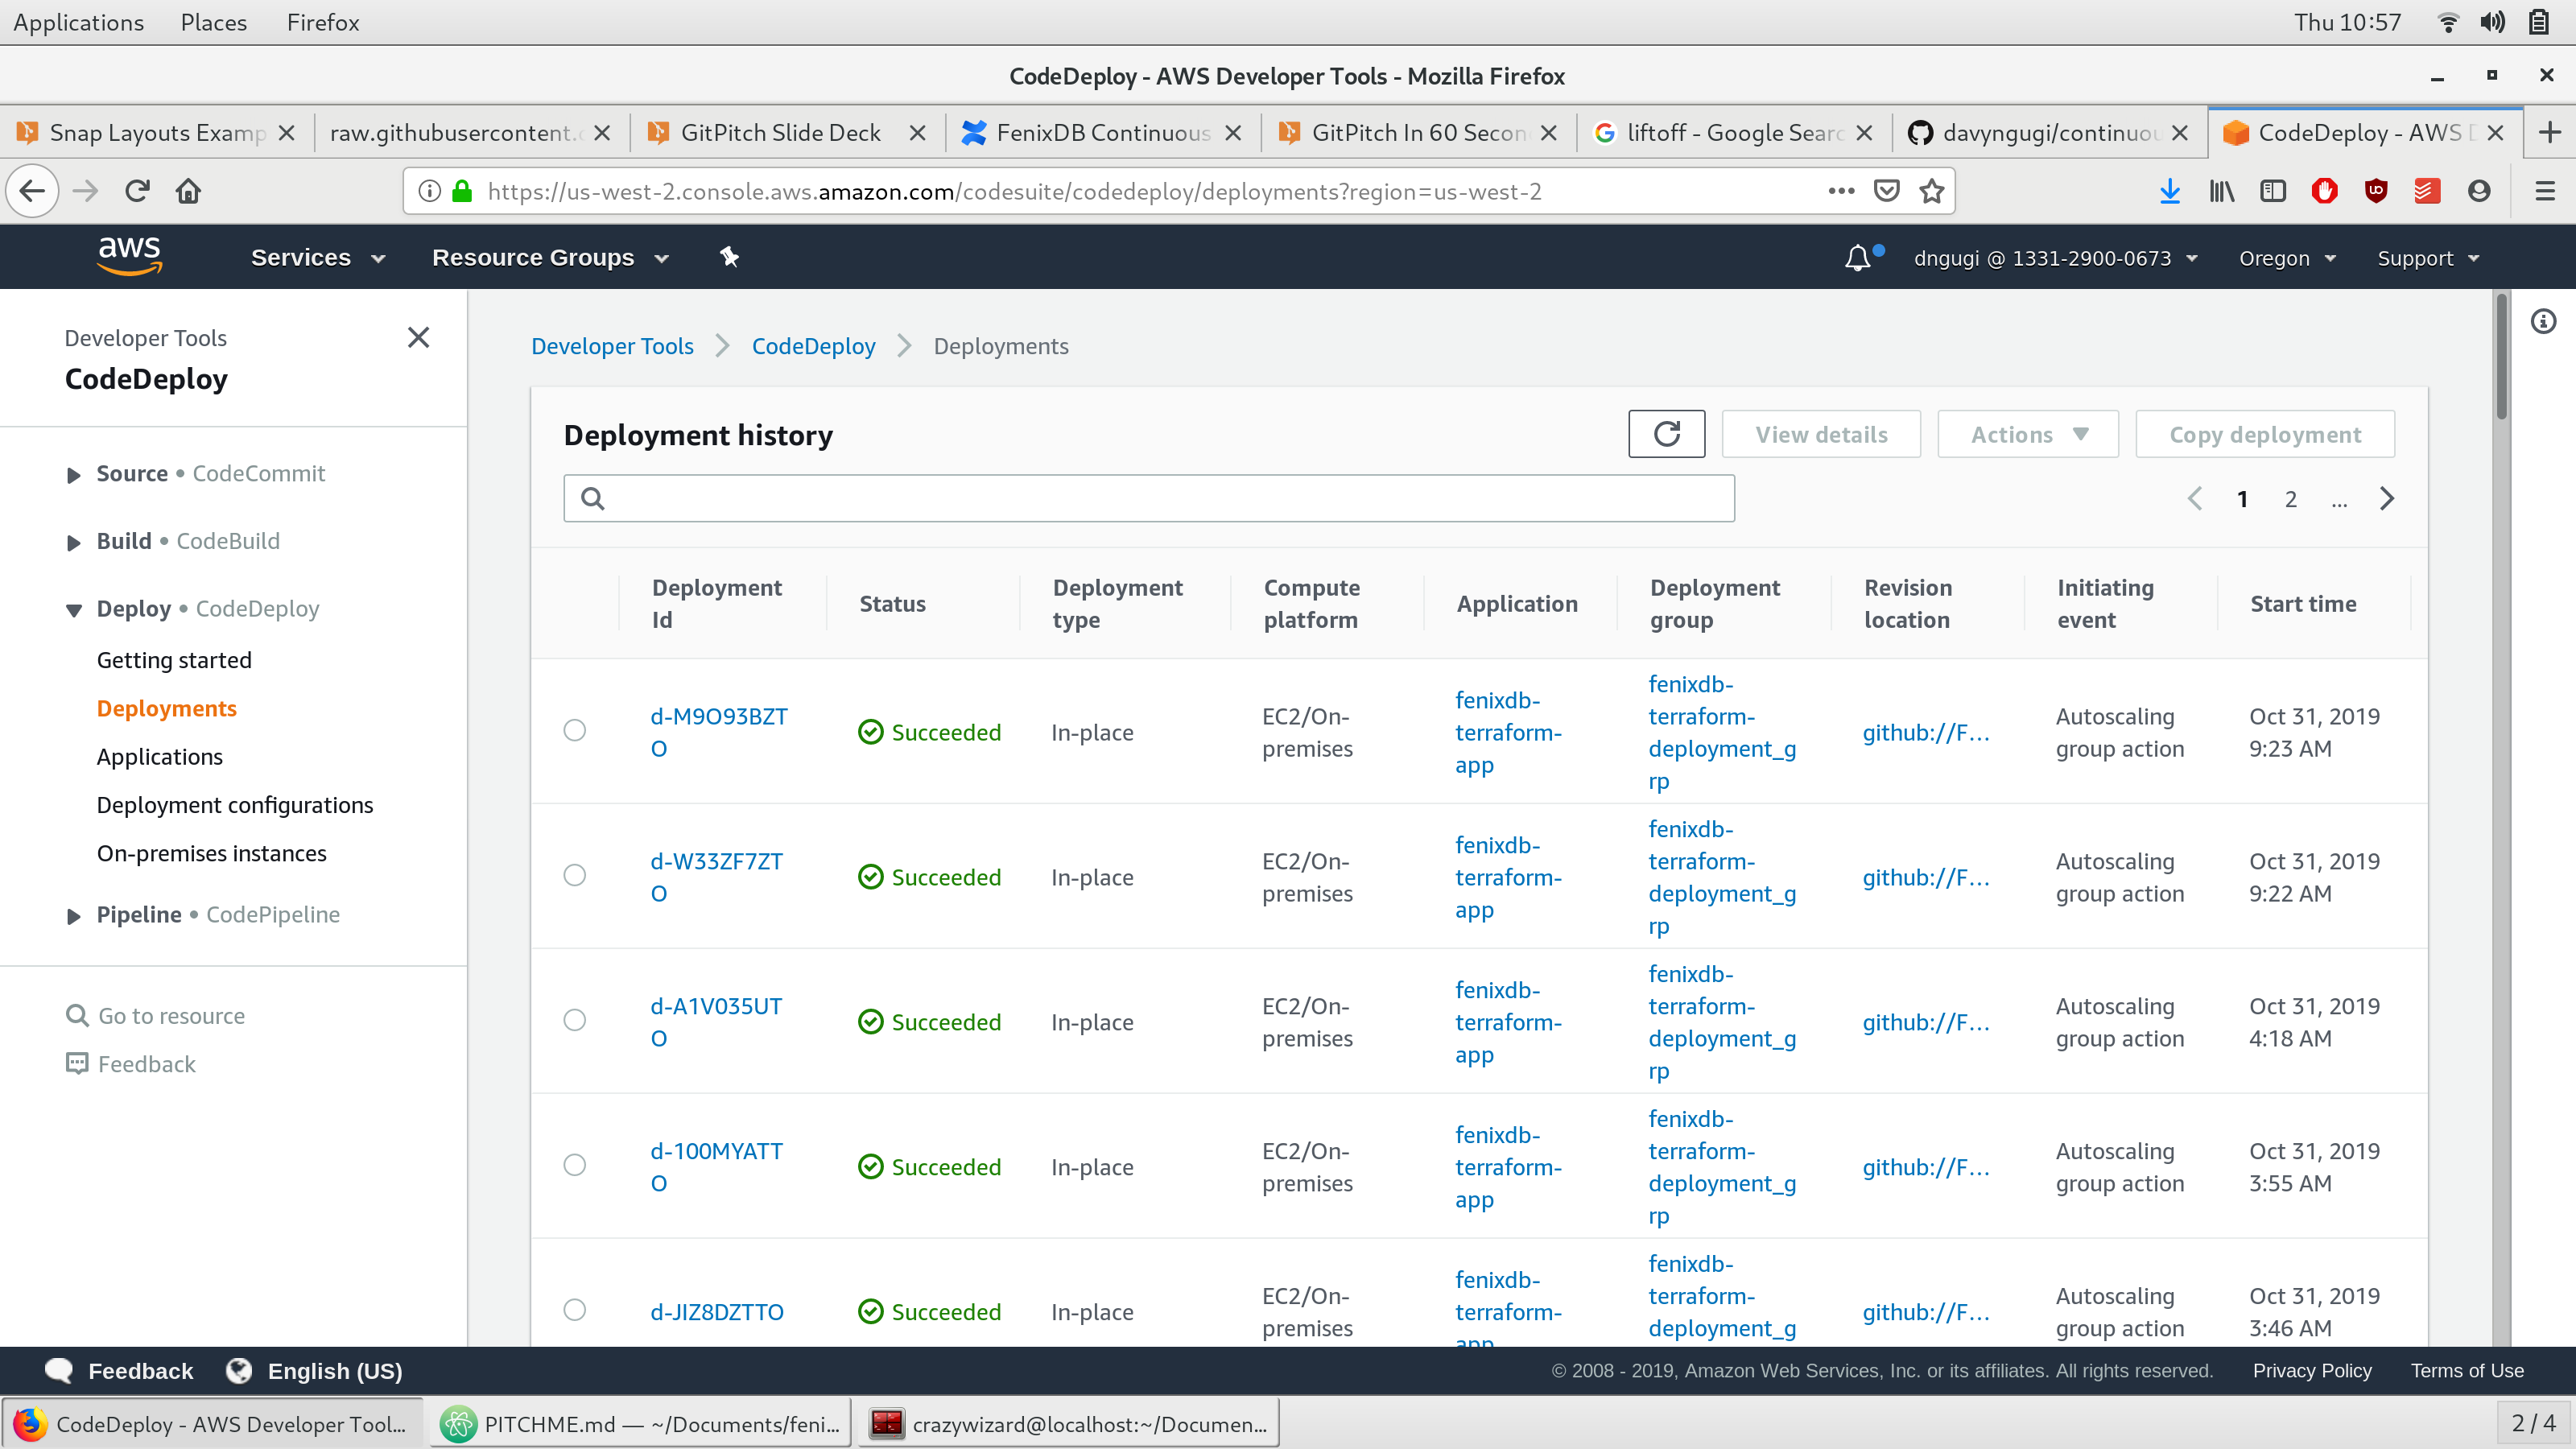 Applications Places Firefox Thu 10:57
CodeDeploy - AWS Developer Tools - Mozilla Firefox
Snap Layouts Examp raw.githubusercontent. GitPitch Slide Deck FenixDB Continuous GitPitch In 60 Secon liftoff - Google Searc davyngugi/continuou CodeDeploy - AWS D
https://us-west-2.console.aws.amazon.com/codesuite/codedeploy/deployments?region=us-west-2
aws Services Resource Groups dngugi @ 1331-2900-0673 Oregon Support
Developer Tools
CodeDeploy
Source • CodeCommit
Build • CodeBuild
Deploy • CodeDeploy
Getting started
Deployments
Applications
Deployment configurations
On-premises instances
Pipeline • CodePipeline
Go to resource
Feedback
Developer Tools CodeDeploy Deployments
Deployment history View details Actions Copy deployment
1 2 ...
Deployment Id Status Deployment type Compute platform Application Deployment group Revision location Initiating event Start time
d-M9O93BZTO Succeeded In-place EC2/On-premises fenixdb-terraform-app fenixdb-terraform-deployment_grp github://F... Autoscaling group action Oct 31, 2019 9:23 AM
d-W33ZF7ZTO Succeeded In-place EC2/On-premises fenixdb-terraform-app fenixdb-terraform-deployment_grp github://F... Autoscaling group action Oct 31, 2019 9:22 AM
d-A1V035UTO Succeeded In-place EC2/On-premises fenixdb-terraform-app fenixdb-terraform-deployment_grp github://F... Autoscaling group action Oct 31, 2019 4:18 AM
d-100MYATTO Succeeded In-place EC2/On-premises fenixdb-terraform-app fenixdb-terraform-deployment_grp github://F... Autoscaling group action Oct 31, 2019 3:55 AM
d-JIZ8DZTTO Succeeded In-place EC2/On-premises fenixdb-terraform-app fenixdb-terraform-deployment_g github://F... Autoscaling group action Oct 31, 2019 3:46 AM
Feedback English (US) © 2008 - 2019, Amazon Web Services, Inc. or its affiliates. All rights reserved. Privacy Policy Terms of Use
CodeDeploy - AWS Developer Tool... PITCHME.md — ~/Documents/feni... crazywizard@localhost:~/Documen... 2 / 4